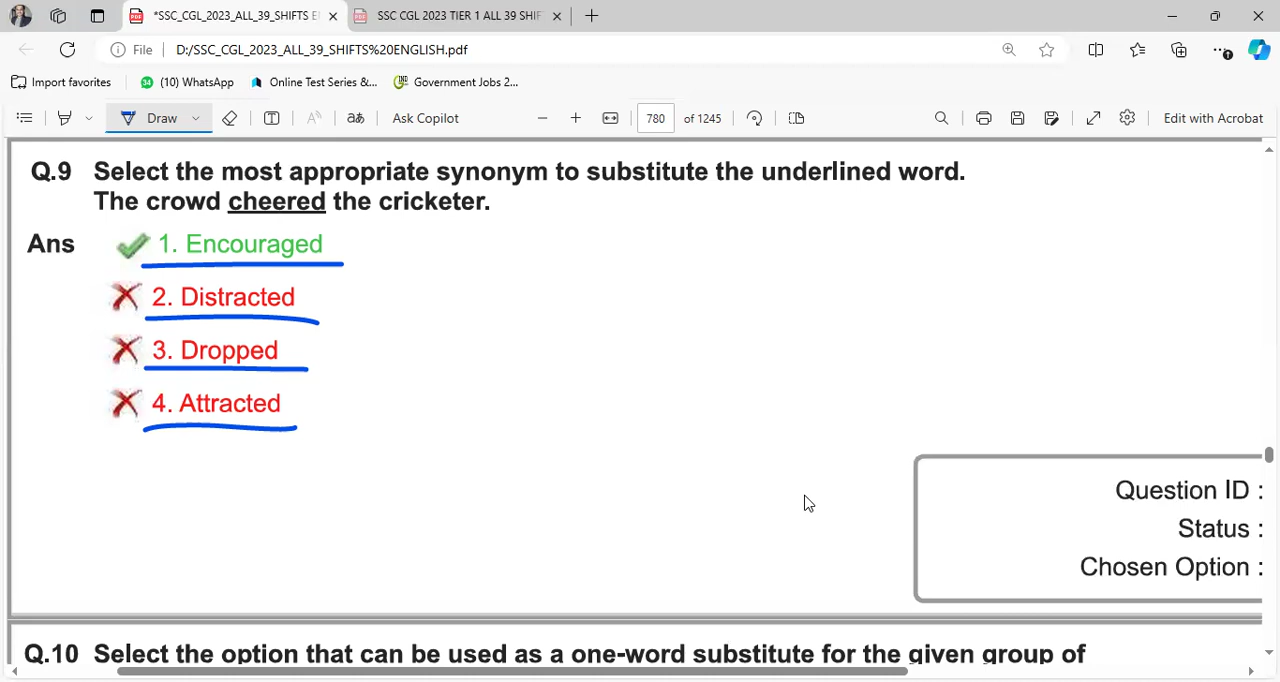 *SSC_CGL_2023_ALL_39_SHIFTS E
SSC CGL 2023 TIER 1 ALL 39 SHIF
File
D:/SSC_CGL_2023_ALL_39_SHIFTS%20ENGLISH.pdf
Import favorites
(10) WhatsApp
Online Test Series &...
Government Jobs 2...
Draw
Ask Copilot
780
of 1245
Edit with Acrobat
Q.9 Select the most appropriate synonym to substitute the underlined word.
The crowd cheered the cricketer.
Ans 1. Encouraged
2. Distracted
3. Dropped
4. Attracted
Question ID :
Status :
Chosen Option :
Q.10 Select the option that can be used as a one-word substitute for the given group of